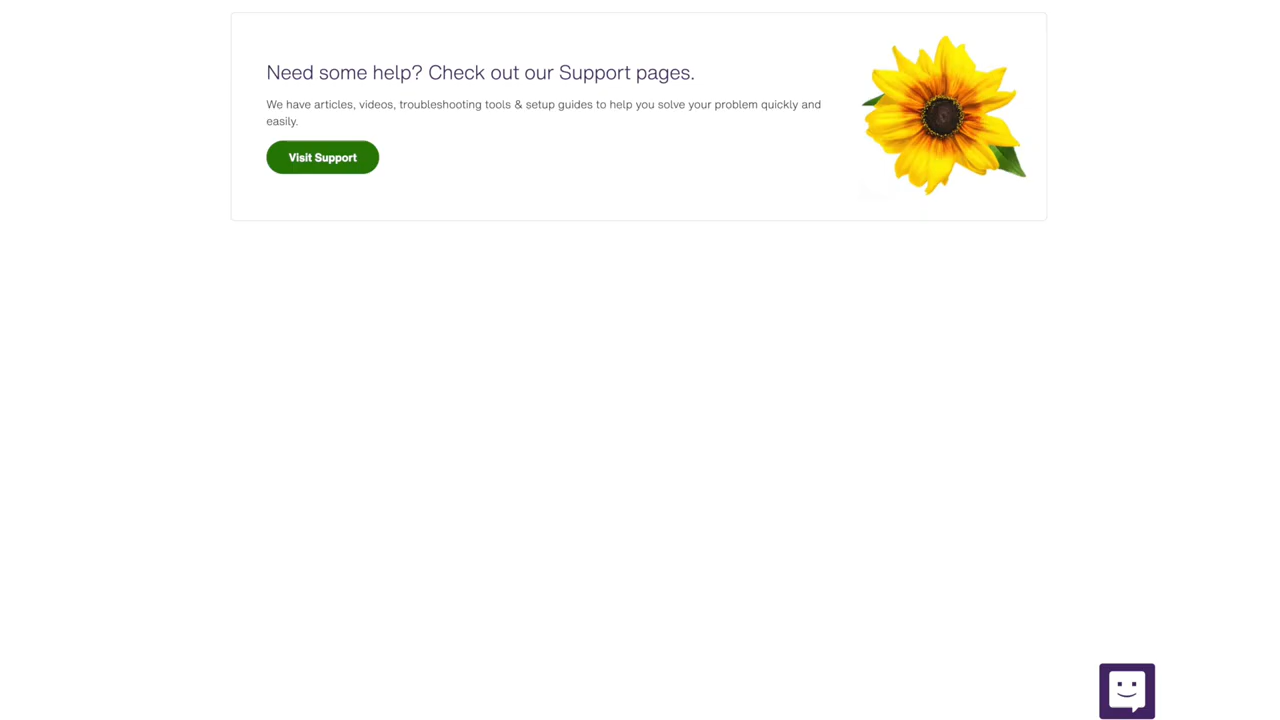 Need some help? Check out our Support pages.
We have articles, videos, troubleshooting tools & setup guides to help you solve your problem quickly and
easily.
Visit Support